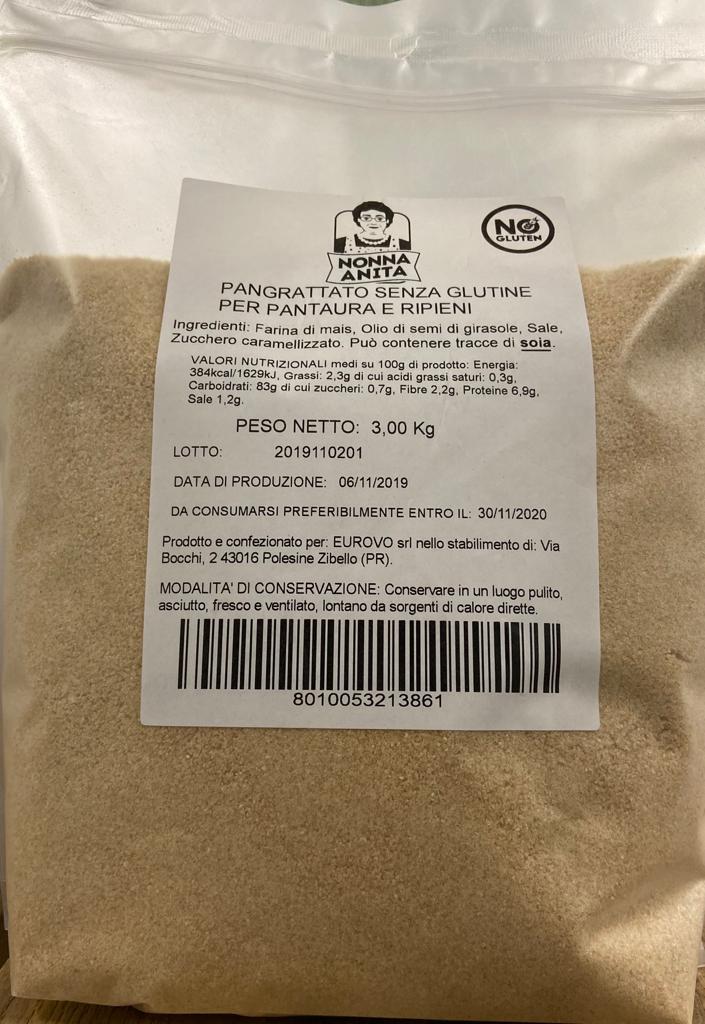 NONNA
ANITA
NO
GLUTEN
PANGRATTATO SENZA GLUTINE
PER PANTAURA E RIPIENI
Ingredienti: Farina di mais, Olio di semi di girasole, Sale,
Zucchero caramellizzato. Può contenere tracce di soia.
VALORI NUTRIZIONALI medi su 100g di prodotto: Energia:
384kcal/1629kJ, Grassi: 2,3g di cui acidi grassi saturi: 0,3g,
Carboidrati: 83g di cui zuccheri: 0,7g, Fibre 2,2g, Proteine 6,9g,
Sale 1,2g.
PESO NETTO: 3,00 Kg
LOTTO: 2019110201
DATA DI PRODUZIONE: 06/11/2019
DA CONSUMARSI PREFERIBILMENTE ENTRO IL: 30/11/2020
Prodotto e confezionato per: EUROVO srl nello stabilimento di: Via
Bocchi, 2 43016 Polesine Zibello (PR).
MODALITA' DI CONSERVAZIONE: Conservare in un luogo pulito,
asciutto, fresco e ventilato, lontano da sorgenti di calore dirette.
8010053213861